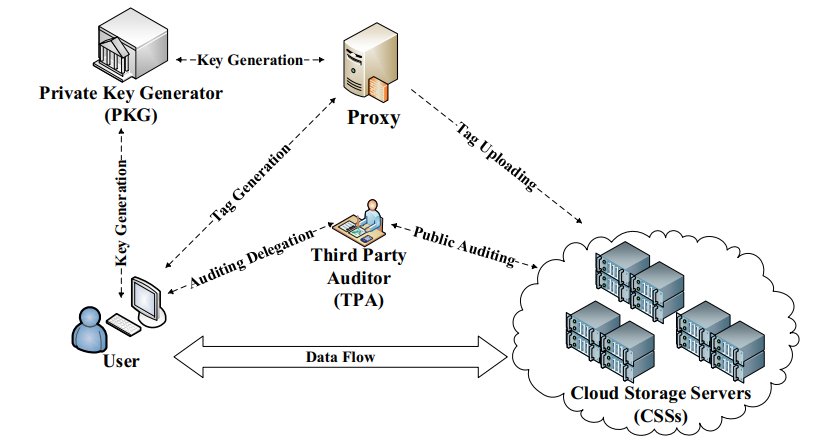 Key Generation
Private Key Generator
(PKG)
Proxy
Key Generation
Tag Generation
Tag Uploading
Auditing Delegation
Public Auditing
Third Party
Auditor
(TPA)
User
Data Flow
Cloud Storage Servers
(CSSs)